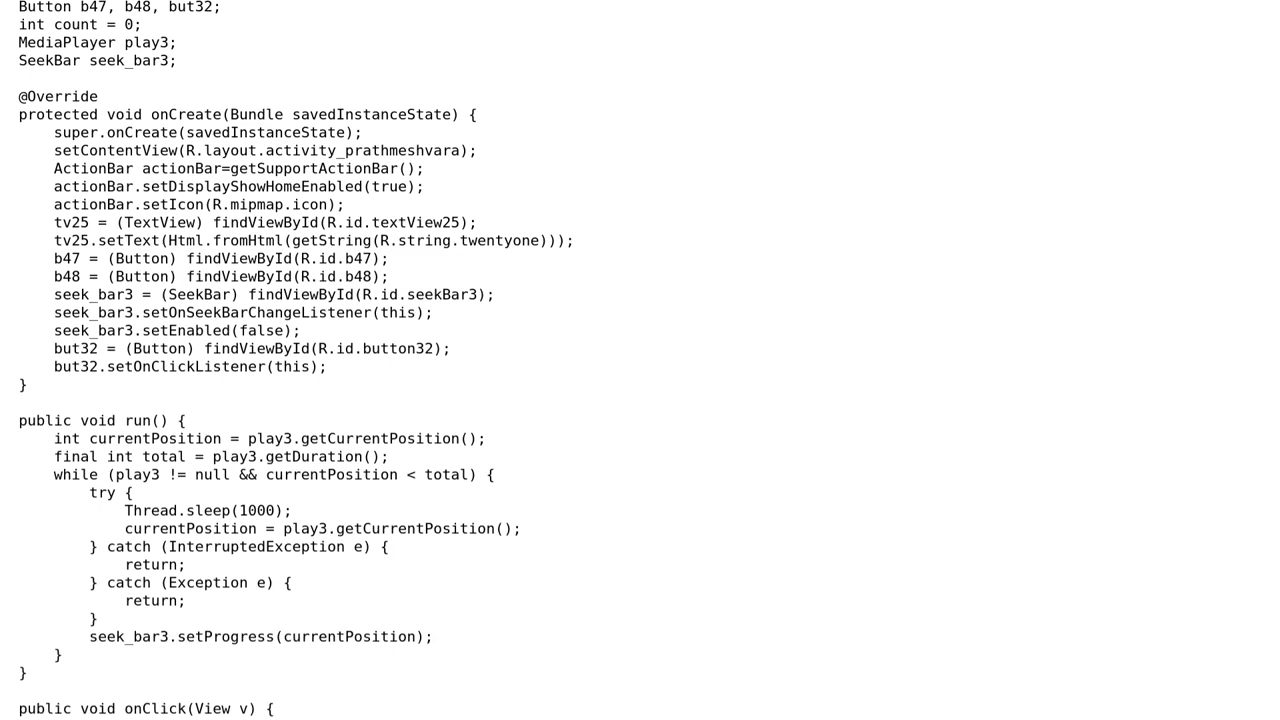 Button b47, b48, but32;
int count = 0;
MediaPlayer play3;
SeekBar seek_bar3;

@Override
protected void onCreate(Bundle savedInstanceState) {
    super.onCreate(savedInstanceState);
    setContentView(R.layout.activity_prathmeshvara);
    ActionBar actionBar=getSupportActionBar();
    actionBar.setDisplayShowHomeEnabled(true);
    actionBar.setIcon(R.mipmap.icon);
    tv25 = (TextView) findViewById(R.id.textView25);
    tv25.setText(Html.fromHtml(getString(R.string.twentyone)));
    b47 = (Button) findViewById(R.id.b47);
    b48 = (Button) findViewById(R.id.b48);
    seek_bar3 = (SeekBar) findViewById(R.id.seekBar3);
    seek_bar3.setOnSeekBarChangeListener(this);
    seek_bar3.setEnabled(false);
    but32 = (Button) findViewById(R.id.button32);
    but32.setOnClickListener(this);
}

public void run() {
    int currentPosition = play3.getCurrentPosition();
    final int total = play3.getDuration();
    while (play3 != null && currentPosition < total) {
        try {
            Thread.sleep(1000);
            currentPosition = play3.getCurrentPosition();
        } catch (InterruptedException e) {
            return;
        } catch (Exception e) {
            return;
        }
        seek_bar3.setProgress(currentPosition);
    }
}

public void onClick(View v) {